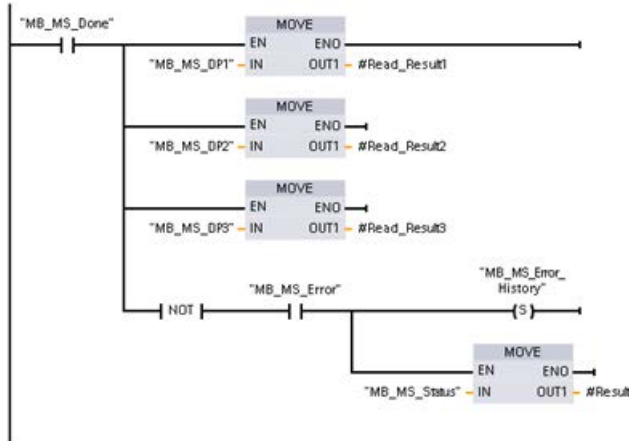 "MB_MS_Done"
MOVE
EN ENO
"MB_MS_DP1" IN OUT1 #Read_Result1
MOVE
EN ENO
"MB_MS_DP2" IN OUT1 #Read_Result2
MOVE
EN ENO
"MB_MS_DP3" IN OUT1 #Read_Result3
NOT
"MB_MS_Error"
"MB_MS_Error_
History"
S
MOVE
EN ENO
"MB_MS_Status" IN OUT1 #Result